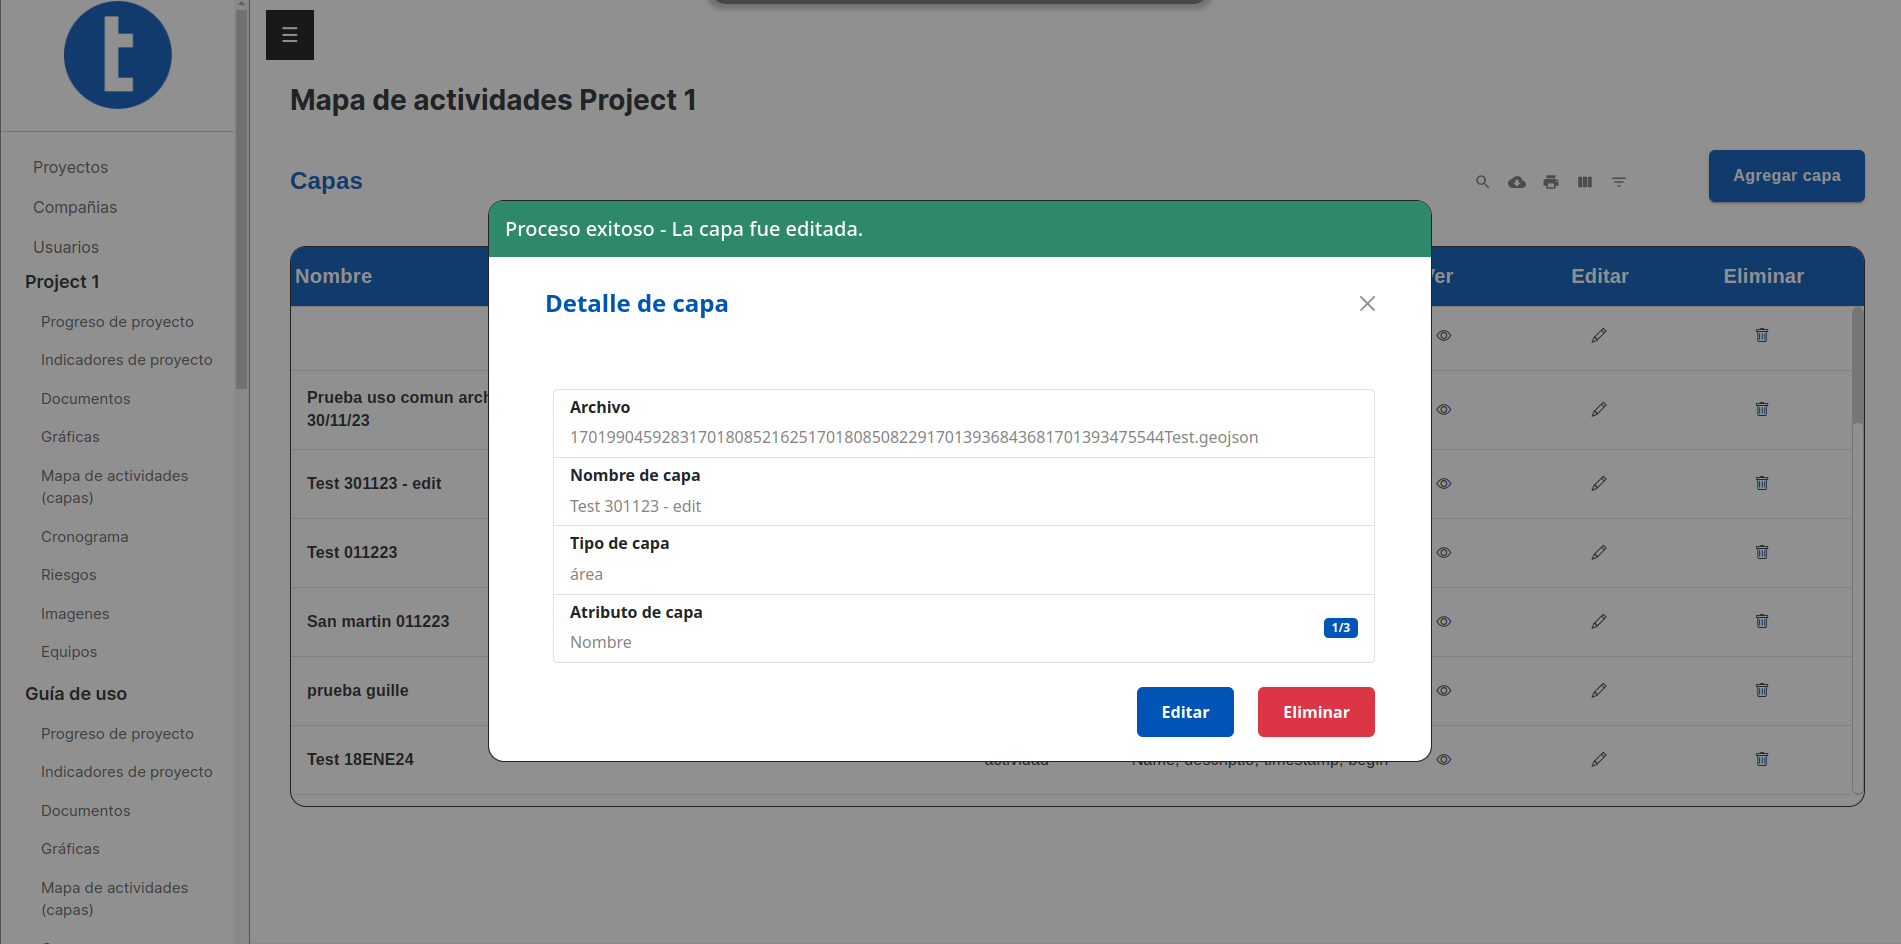 t
☰
Mapa de actividades Project 1
Proyectos
Compañias
Usuarios
Project 1
Progreso de proyecto
Indicadores de proyecto
Documentos
Gráficas
Mapa de actividades
(capas)
Cronograma
Riesgos
Imagenes
Equipos
Guía de uso
Progreso de proyecto
Indicadores de proyecto
Documentos
Gráficas
Mapa de actividades
(capas)
Capas
Agregar capa
Nombre
Ver
Editar
Eliminar
Prueba uso comun arch
30/11/23
Test 301123 - edit
Test 011223
San martin 011223
prueba guille
Test 18ENE24
actividad
Name, descriptio, timestamp, begin
Proceso exitoso - La capa fue editada.
Detalle de capa
Archivo
1701990459283170180852162517018085082291701393684368170139347​5544Test.geojson
Nombre de capa
Test 301123 - edit
Tipo de capa
área
Atributo de capa
Nombre
1/3
Editar
Eliminar